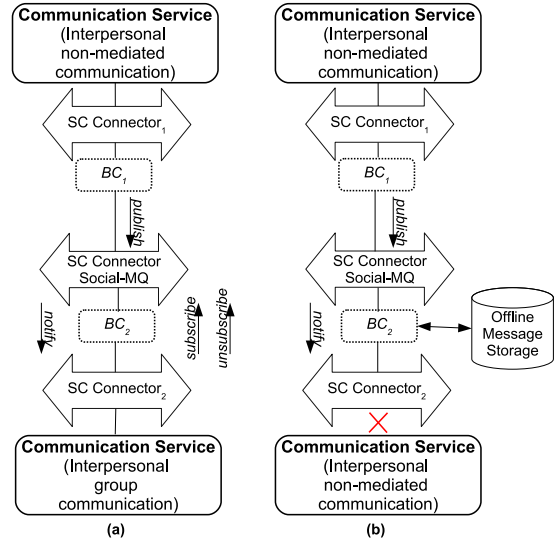 Communication Service
(Interpersonal
non-mediated
communication)
SC Connector1
BC1
publish
SC Connector
Social-MQ
notify
BC2
subscribe
unsubscribe
SC Connector2
Communication Service
(Interpersonal
group
communication)
(a)
Communication Service
(Interpersonal
non-mediated
communication)
SC Connector1
BC1
publish
SC Connector
Social-MQ
notify
BC2
Offline
Message
Storage
SC Connector2
Communication Service
(Interpersonal
non-mediated
communication)
(b)